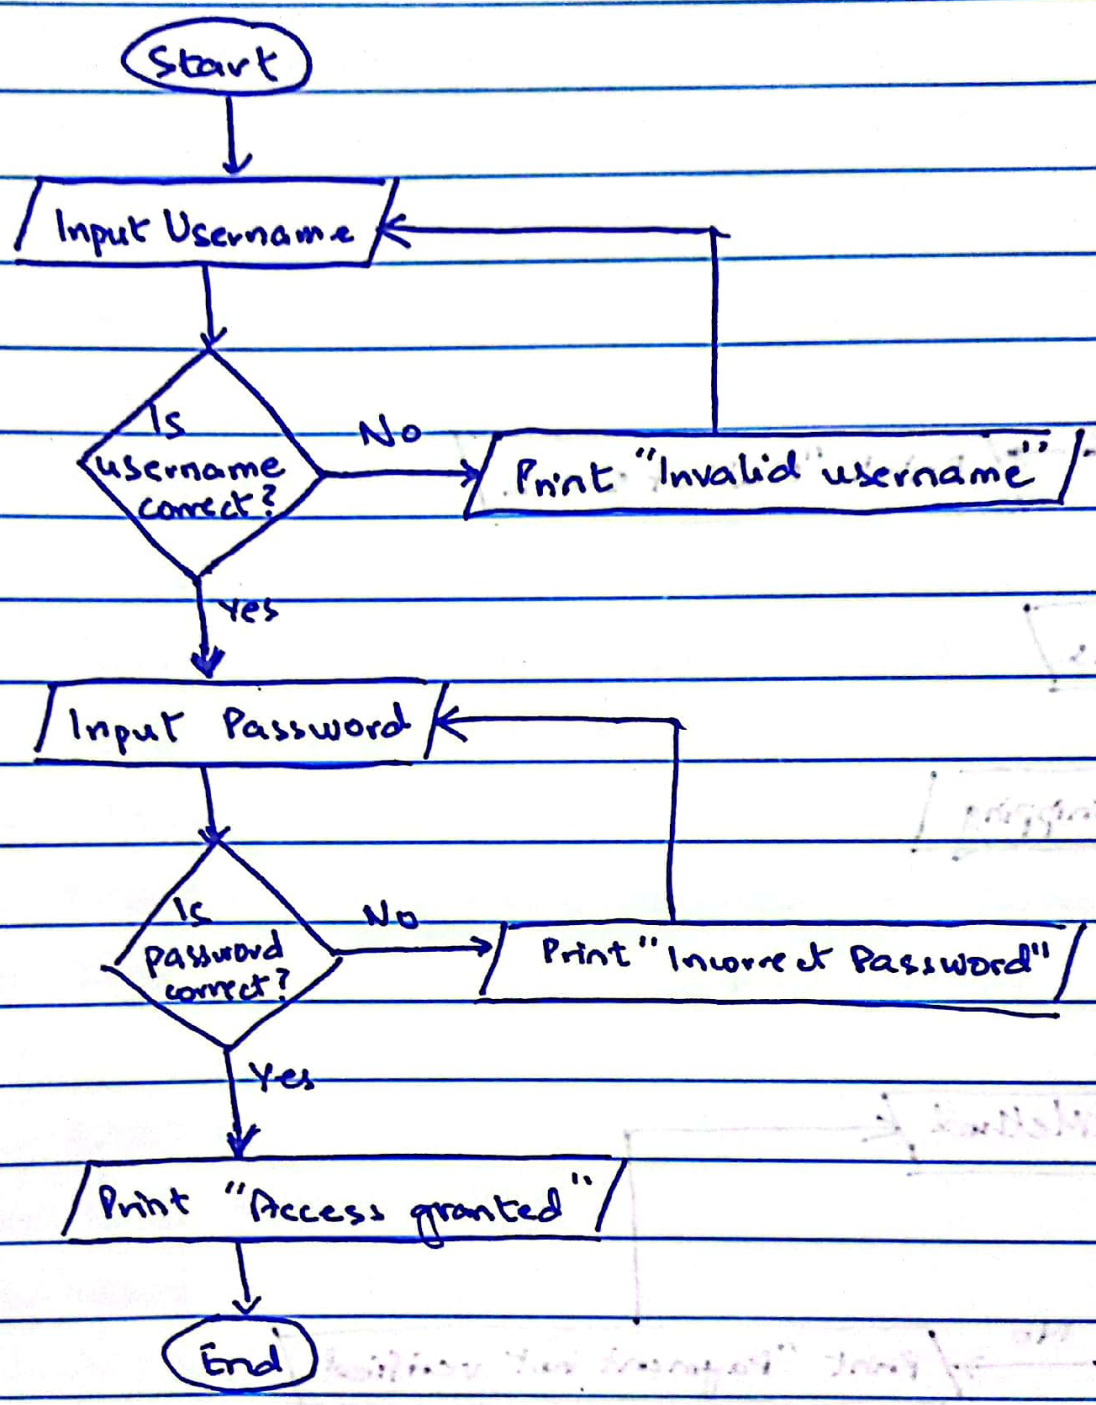 Start
Input Username
Is
username
correct?
No
Print "Invalid username"
Yes
Input Password
Is
password
correct?
No
Print "Incorrect Password"
Yes
Print "Access granted"
End